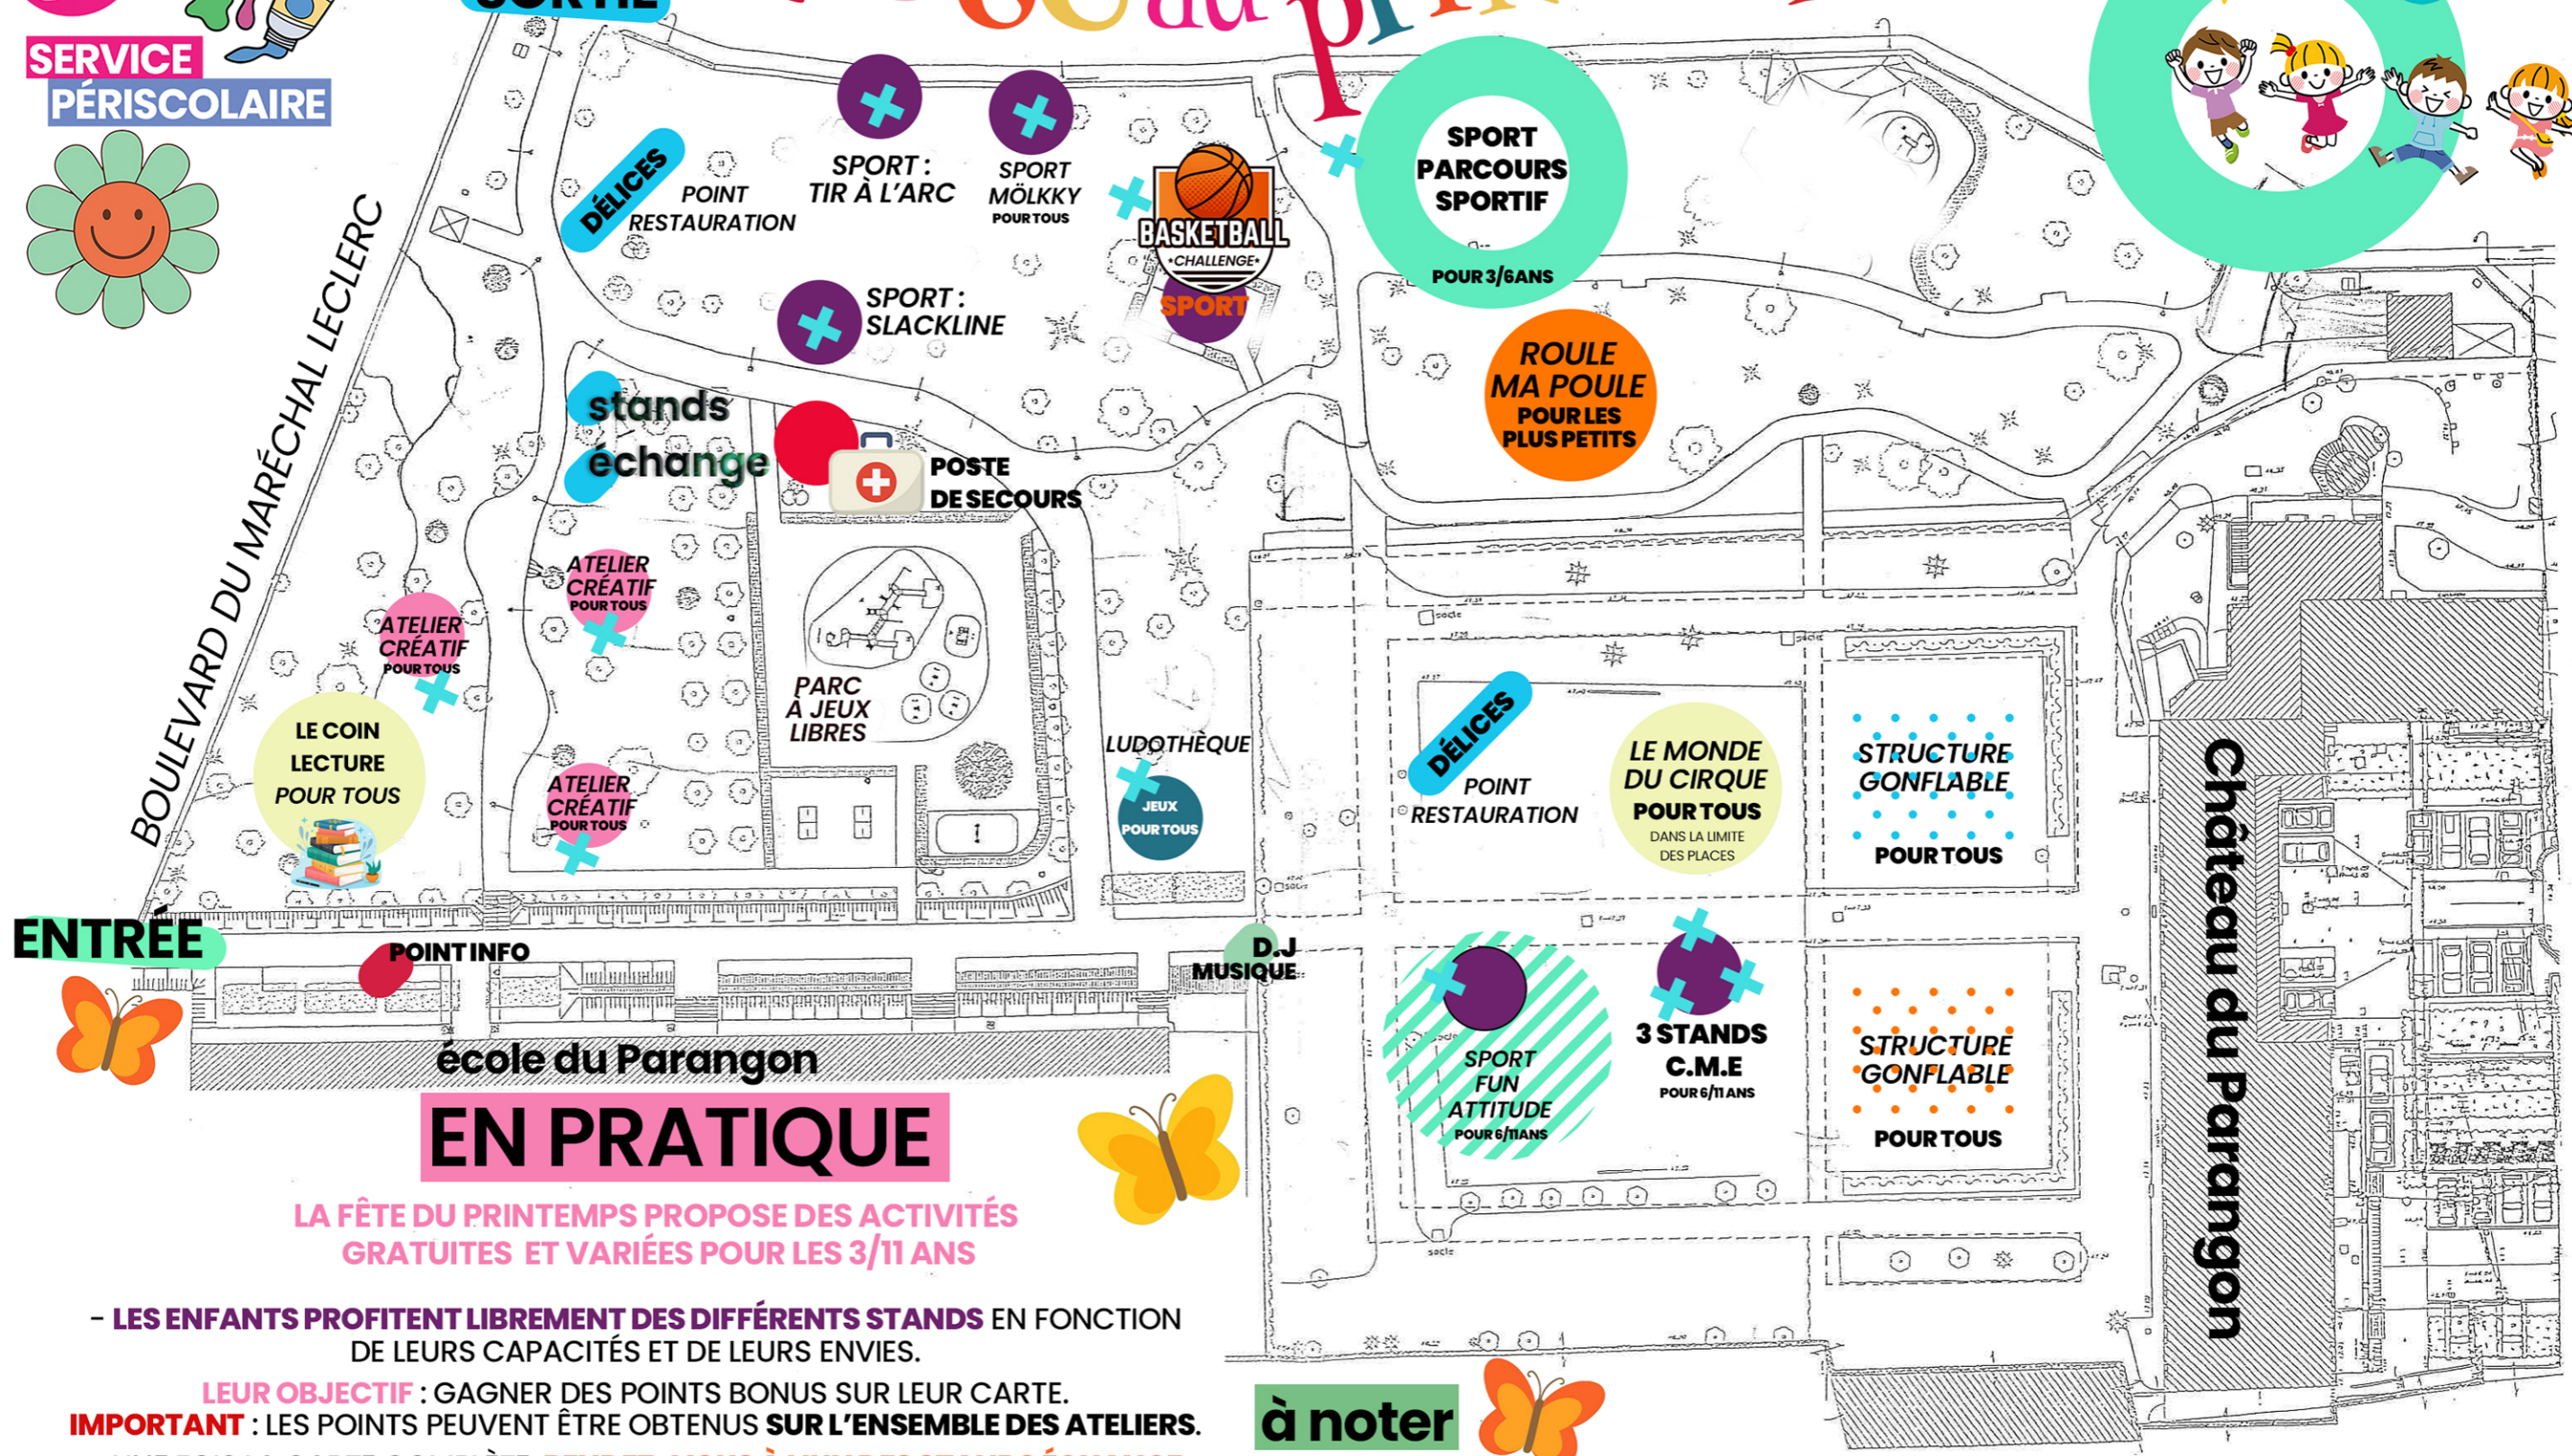 SORTIE
au
SERVICE
PÉRISCOLAIRE
BOULEVARD DU MARÉCHAL LECLERC
DÉLICES
POINT
RESTAURATION
SPORT :
TIR À L'ARC
SPORT
MÖLKKY
POUR TOUS
BASKETBALL
CHALLENGE
SPORT
SPORT
PARCOURS
SPORTIF
POUR 3/6ANS
SPORT :
SLACKLINE
ROULE
MA POULE
POUR LES
PLUS PETITS
stands
échange
POSTE
DE SECOURS
ATELIER
CRÉATIF
POUR TOUS
ATELIER
CRÉATIF
POUR TOUS
LE COIN
LECTURE
POUR TOUS
ATELIER
CRÉATIF
POUR TOUS
PARC
À JEUX
LIBRES
LUDOTHÈQUE
JEUX
POUR TOUS
DÉLICES
POINT
RESTAURATION
LE MONDE
DU CIRQUE
POUR TOUS
DANS LA LIMITE
DES PLACES
STRUCTURE
GONFLABLE
POUR TOUS
Château du Parangon
ENTRÉE
POINT INFO
D.J
MUSIQUE
SPORT
FUN
ATTITUDE
POUR 6/11ANS
3 STANDS
C.M.E
POUR 6/11 ANS
STRUCTURE
GONFLABLE
POUR TOUS
socle
socle
école du Parangon
EN PRATIQUE
LA FÊTE DU PRINTEMPS PROPOSE DES ACTIVITÉS
GRATUITES ET VARIÉES POUR LES 3/11 ANS
- LES ENFANTS PROFITENT LIBREMENT DES DIFFÉRENTS STANDS EN FONCTION
DE LEURS CAPACITÉS ET DE LEURS ENVIES.
LEUR OBJECTIF : GAGNER DES POINTS BONUS SUR LEUR CARTE.
IMPORTANT : LES POINTS PEUVENT ÊTRE OBTENUS SUR L'ENSEMBLE DES ATELIERS.
à noter